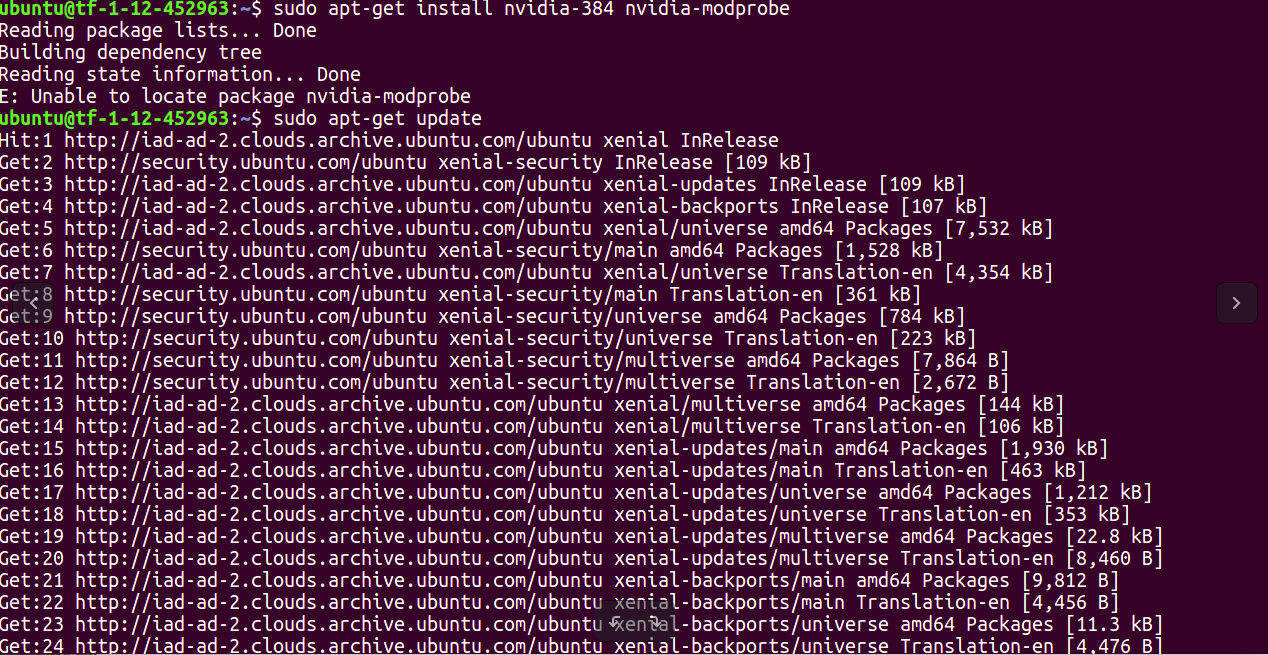 ubuntu@tf-1-12-452963:~$ sudo apt-get install nvidia-384 nvidia-modprobe
Reading package lists... Done
Building dependency tree
Reading state information... Done
E: Unable to locate package nvidia-modprobe
ubuntu@tf-1-12-452963:~$ sudo apt-get update
Hit:1 http://iad-ad-2.clouds.archive.ubuntu.com/ubuntu xenial InRelease
Get:2 http://security.ubuntu.com/ubuntu xenial-security InRelease [109 kB]
Get:3 http://iad-ad-2.clouds.archive.ubuntu.com/ubuntu xenial-updates InRelease [109 kB]
Get:4 http://iad-ad-2.clouds.archive.ubuntu.com/ubuntu xenial-backports InRelease [107 kB]
Get:5 http://iad-ad-2.clouds.archive.ubuntu.com/ubuntu xenial/universe amd64 Packages [7,532 kB]
Get:6 http://security.ubuntu.com/ubuntu xenial-security/main amd64 Packages [1,528 kB]
Get:7 http://iad-ad-2.clouds.archive.ubuntu.com/ubuntu xenial/universe Translation-en [4,354 kB]
Get:8 http://security.ubuntu.com/ubuntu xenial-security/main Translation-en [361 kB]
Get:9 http://security.ubuntu.com/ubuntu xenial-security/universe amd64 Packages [784 kB]
Get:10 http://security.ubuntu.com/ubuntu xenial-security/universe Translation-en [223 kB]
Get:11 http://security.ubuntu.com/ubuntu xenial-security/multiverse amd64 Packages [7,864 B]
Get:12 http://security.ubuntu.com/ubuntu xenial-security/multiverse Translation-en [2,672 B]
Get:13 http://iad-ad-2.clouds.archive.ubuntu.com/ubuntu xenial/multiverse amd64 Packages [144 kB]
Get:14 http://iad-ad-2.clouds.archive.ubuntu.com/ubuntu xenial/multiverse Translation-en [106 kB]
Get:15 http://iad-ad-2.clouds.archive.ubuntu.com/ubuntu xenial-updates/main amd64 Packages [1,930 kB]
Get:16 http://iad-ad-2.clouds.archive.ubuntu.com/ubuntu xenial-updates/main Translation-en [463 kB]
Get:17 http://iad-ad-2.clouds.archive.ubuntu.com/ubuntu xenial-updates/universe amd64 Packages [1,212 kB]
Get:18 http://iad-ad-2.clouds.archive.ubuntu.com/ubuntu xenial-updates/universe Translation-en [353 kB]
Get:19 http://iad-ad-2.clouds.archive.ubuntu.com/ubuntu xenial-updates/multiverse amd64 Packages [22.8 kB]
Get:20 http://iad-ad-2.clouds.archive.ubuntu.com/ubuntu xenial-updates/multiverse Translation-en [8,460 B]
Get:21 http://iad-ad-2.clouds.archive.ubuntu.com/ubuntu xenial-backports/main amd64 Packages [9,812 B]
Get:22 http://iad-ad-2.clouds.archive.ubuntu.com/ubuntu xenial-backports/main Translation-en [4,456 B]
Get:23 http://iad-ad-2.clouds.archive.ubuntu.com/ubuntu xenial-backports/universe amd64 Packages [11.3 kB]
Get:24 http://iad-ad-2.clouds.archive.ubuntu.com/ubuntu xenial-backports/universe Translation-en [4,476 B]